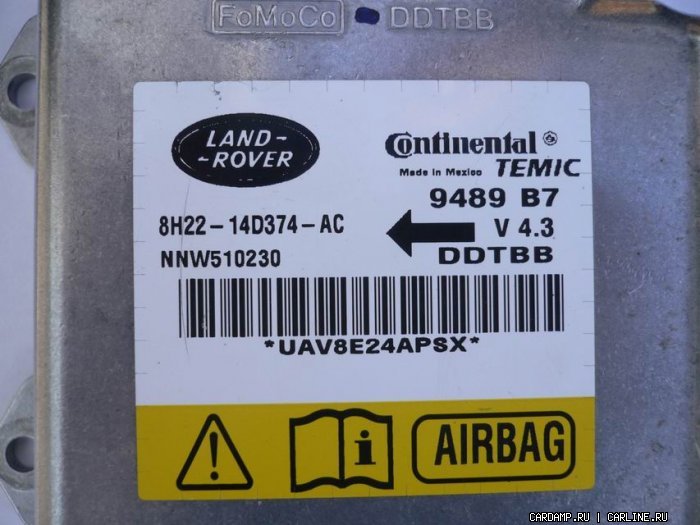 FoMoCo DDTBB
LAND-
-ROVER
Continental
Made in Mexico TEMIC
9489 B7
8H22-14D374-AC
V 4.3
NNW510230
DDTBB
*UAV8E24APSX*
AIRBAG
CARDAMP.RU | CARLINE.RU